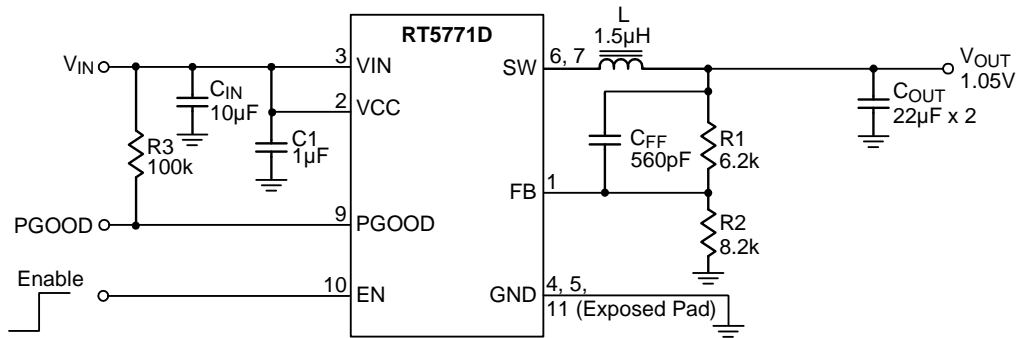 RT5771D
L
1.5µH
VIN
3
VIN
SW
6, 7
VOUT
1.05V
CIN
10µF
2
VCC
COUT
22µF x 2
R3
100k
C1
1µF
CFF
560pF
R1
6.2k
FB
1
PGOOD
9
PGOOD
R2
8.2k
Enable
10
EN
GND
4, 5,
11 (Exposed Pad)